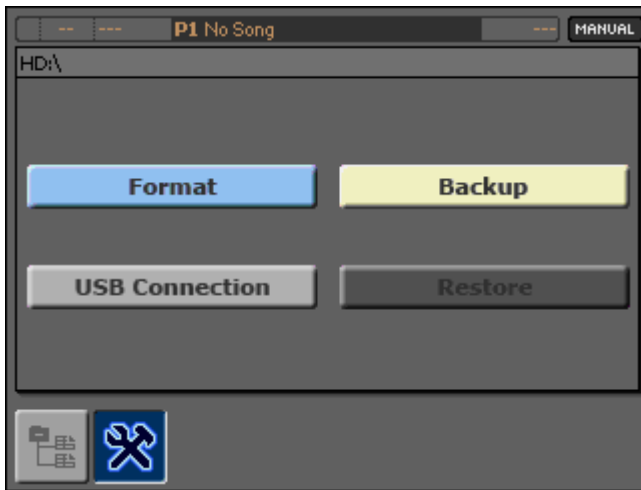 -- --- P1 No Song --- MANUAL
HD:\
Format Backup
USB Connection Restore